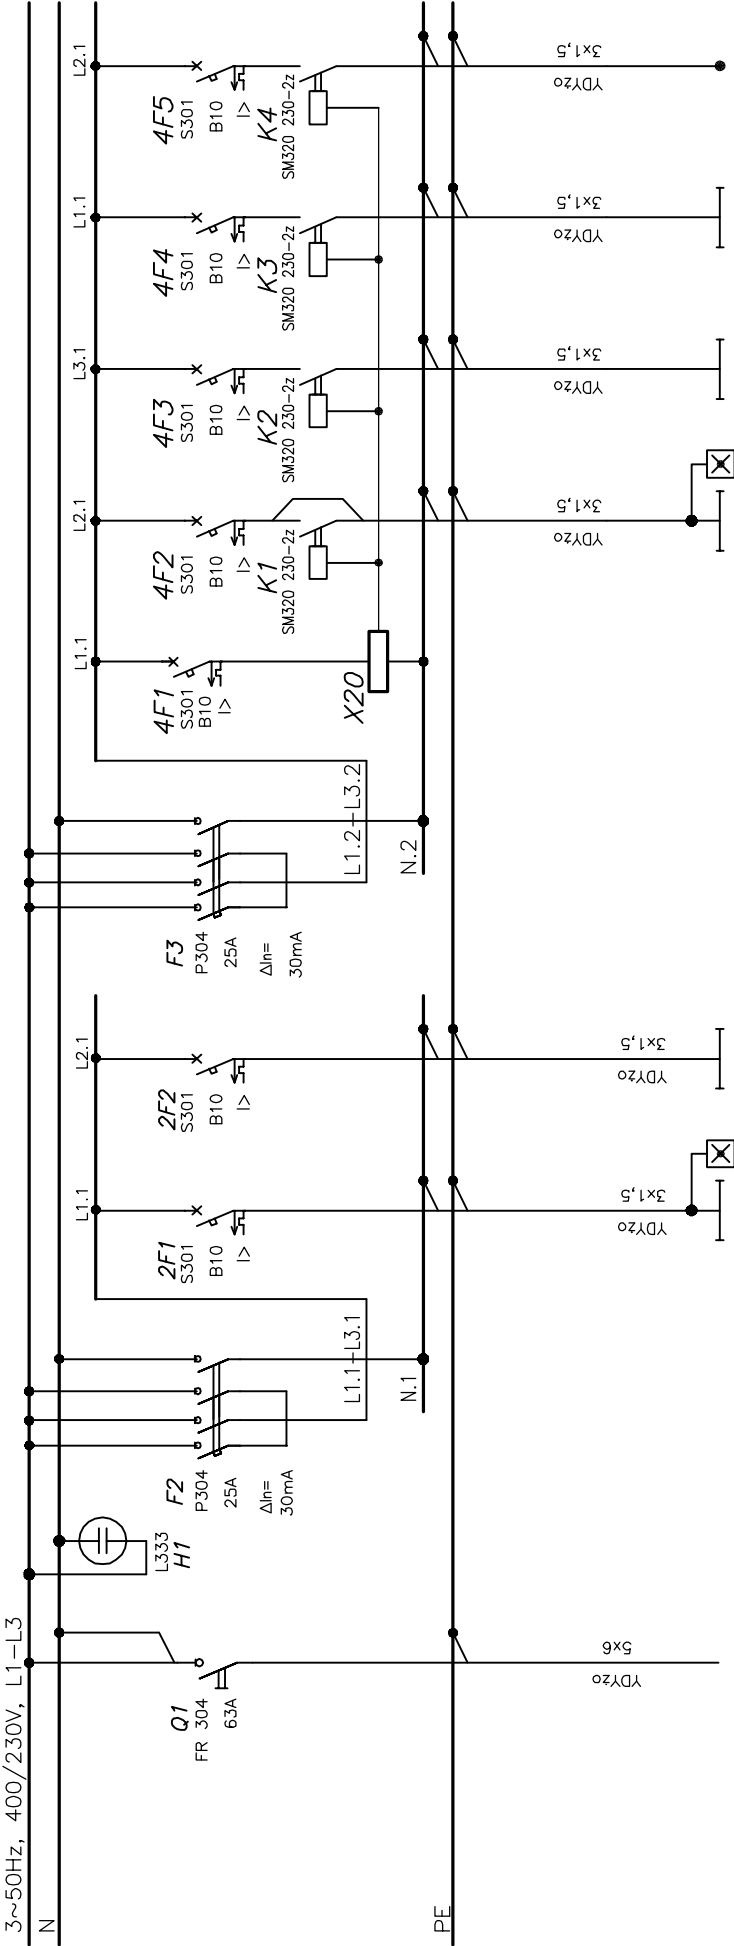 3~50Hz, 400/230V, L1-L3
N
PE
Q1
FR 304
63A
YDYżo
5x6
L333
H1
F2
P304
25A
ΔIn=
30mA
L1.1-L3.1
N.1
L1.1
2F1
S301
B10
I>
YDYżo
3x1,5
L2.1
2F2
S301
B10
I>
YDYżo
3x1,5
F3
P304
25A
ΔIn=
30mA
L1.2-L3.2
N.2
L1.1
4F1
S301
B10
I>
X20
L2.1
4F2
S301
B10
I>
K1
SM320 230-2z
YDYżo
3x1,5
L3.1
4F3
S301
B10
I>
K2
SM320 230-2z
YDYżo
3x1,5
L1.1
4F4
S301
B10
I>
K3
SM320 230-2z
YDYżo
3x1,5
L2.1
4F5
S301
B10
I>
K4
SM320 230-2z
YDYżo
3x1,5